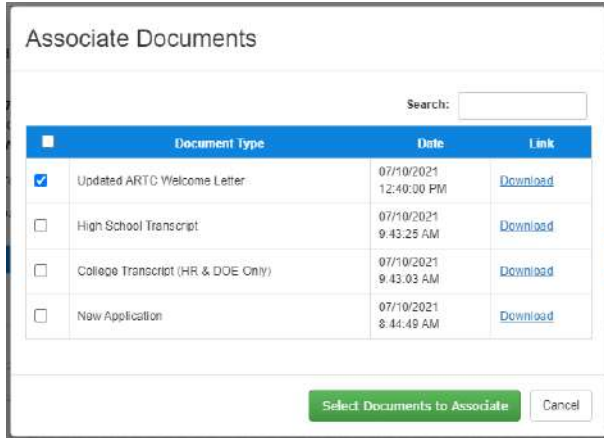 Associate Documents
Search:
Document Type Date Link
Updated ARTC Welcome Letter 07/10/2021 12:40:00 PM Download
High School Transcript 07/10/2021 9:43:25 AM Download
College Transcript (HR & DOE Only) 07/10/2021 9:43:03 AM Download
New Application 07/10/2021 8:44:49 AM Download
Select Documents to Associate Cancel